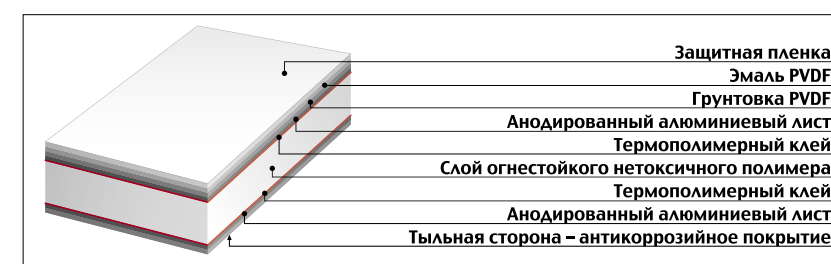 Защитная пленка
Эмаль PVDF
Грунтовка PVDF
Анодированный алюминиевый лист
Термополимерный клей
Слой огнестойкого нетоксичного полимера
Термополимерный клей
Анодированный алюминиевый лист
Тыльная сторона – антикоррозийное покрытие